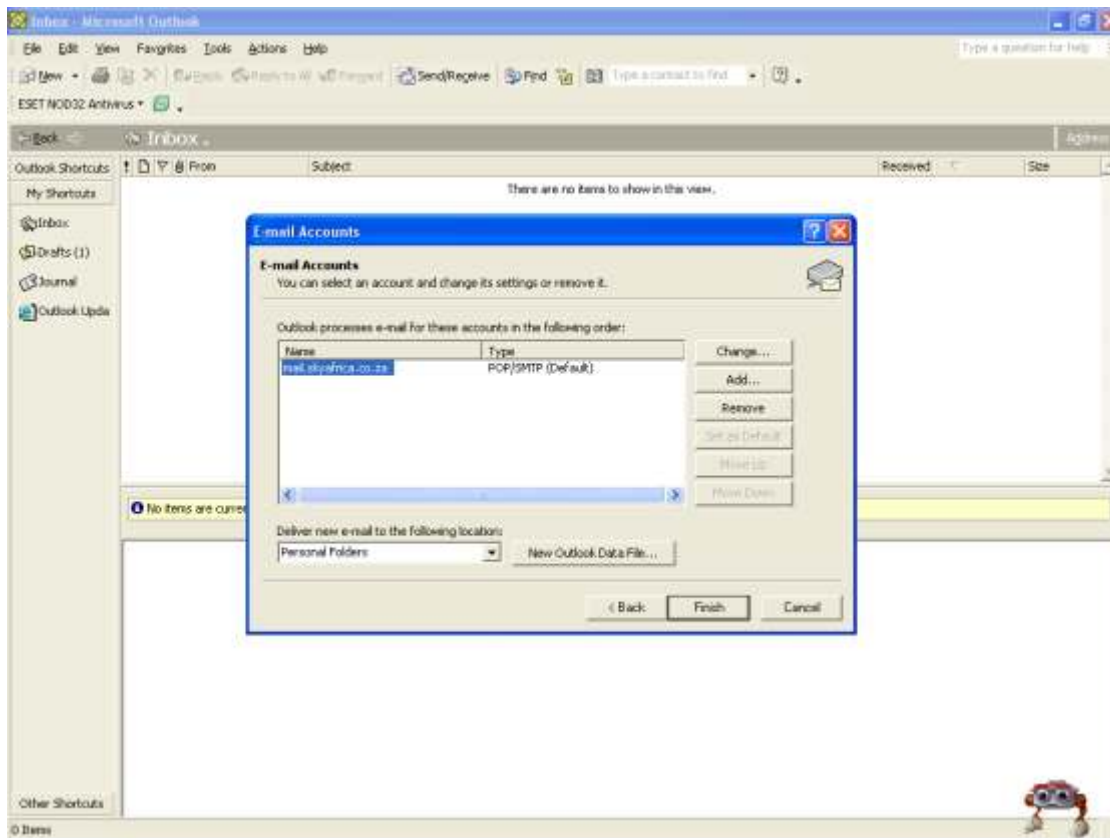 Inbox - Microsoft Outlook
File Edit View Favorites Tools Actions Help
Type a question for help
New Reply Reply to All Forward Send/Receive Find Type a contact to find
ESET NOD32 Antivirus
Back Inbox . Address
Outlook Shortcuts ! From Subject Received Size
My Shortcuts There are no items to show in this view.
Inbox
Drafts (1)
Journal
Outlook Upda
E-mail Accounts
E-mail Accounts
You can select an account and change its settings or remove it.
Outlook processes e-mail for these accounts in the following order:
Name Type
mail.skyafrica.co.za POP/SMTP (Default)
Change...
Add...
Remove
Set as Default
Move Up
Move Down
No items are curre
Deliver new e-mail to the following location:
Personal Folders New Outlook Data File...
< Back Finish Cancel
Other Shortcuts
0 Items